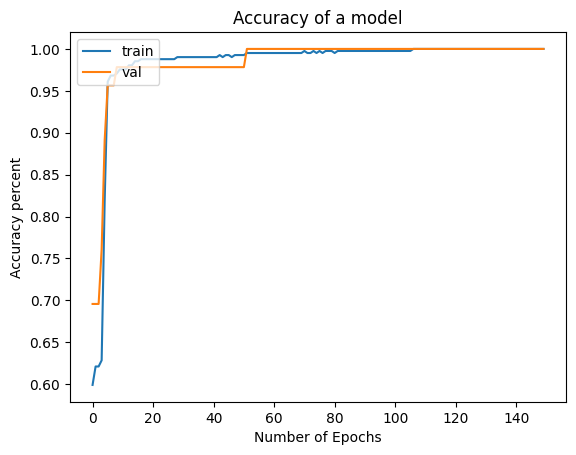 Accuracy of a model
train
val
1.00
0.95
0.90
0.85
0.80
0.75
0.70
0.65
0.60
Accuracy percent
0 20 40 60 80 100 120 140
Number of Epochs